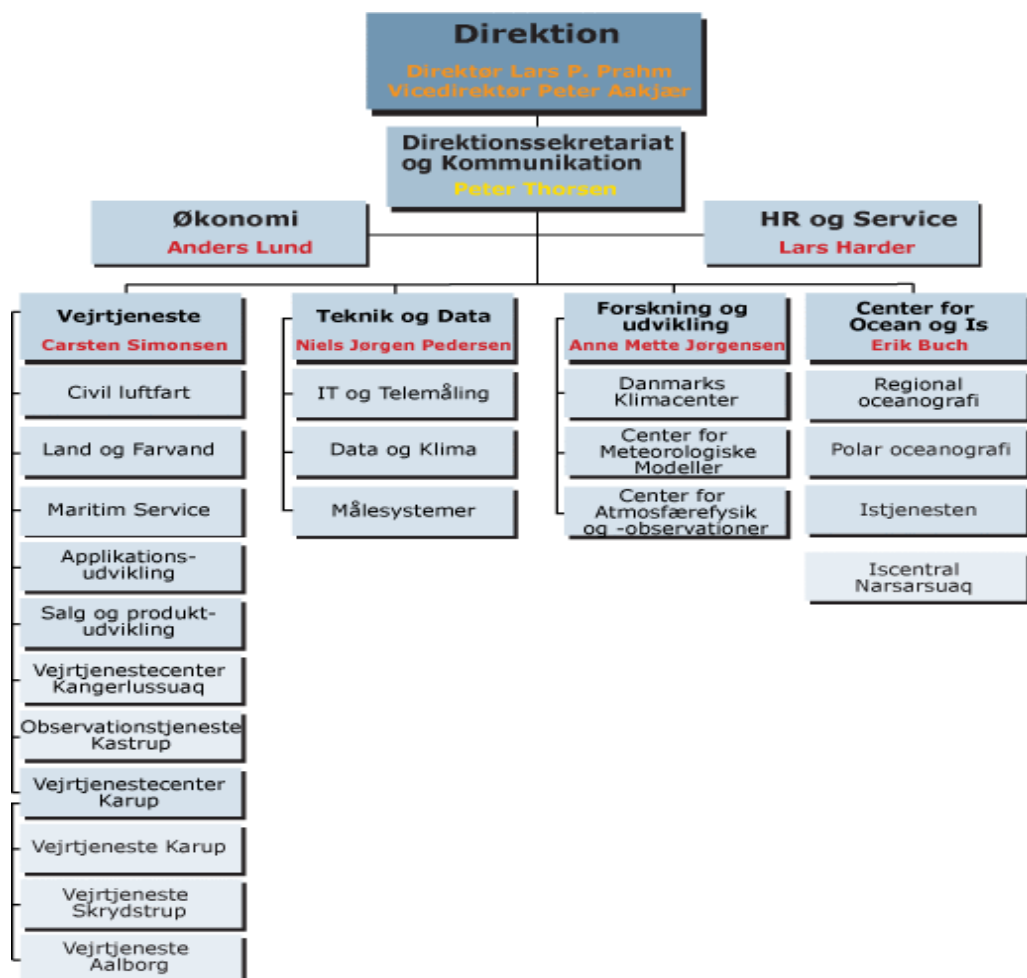 Direktion
Direktør Lars P. Prahm
Vicedirektør Peter Aakjær
Direktionssekretariat
og Kommunikation
Peter Thorsen
Økonomi
Anders Lund
HR og Service
Lars Harder
Vejrtjeneste
Carsten Simonsen
Civil luftfart
Land og Farvand
Maritim Service
Applikations-
udvikling
Salg og produkt-
udvikling
Vejrtjenestecenter
Kangerlussuaq
Observationstjeneste
Kastrup
Vejrtjenestecenter
Karup
Vejrtjeneste Karup
Vejrtjeneste
Skrydstrup
Vejrtjeneste
Aalborg
Teknik og Data
Niels Jørgen Pedersen
IT og Telemåling
Data og Klima
Målesystemer
Forskning og
udvikling
Anne Mette Jørgensen
Danmarks
Klimacenter
Center for
Meteorologiske
Modeller
Center for
Atmosfærefysik
og -observationer
Center for
Ocean og Is
Erik Buch
Regional
oceanografi
Polar oceanografi
Istjenesten
Iscentral
Narsarsuaq